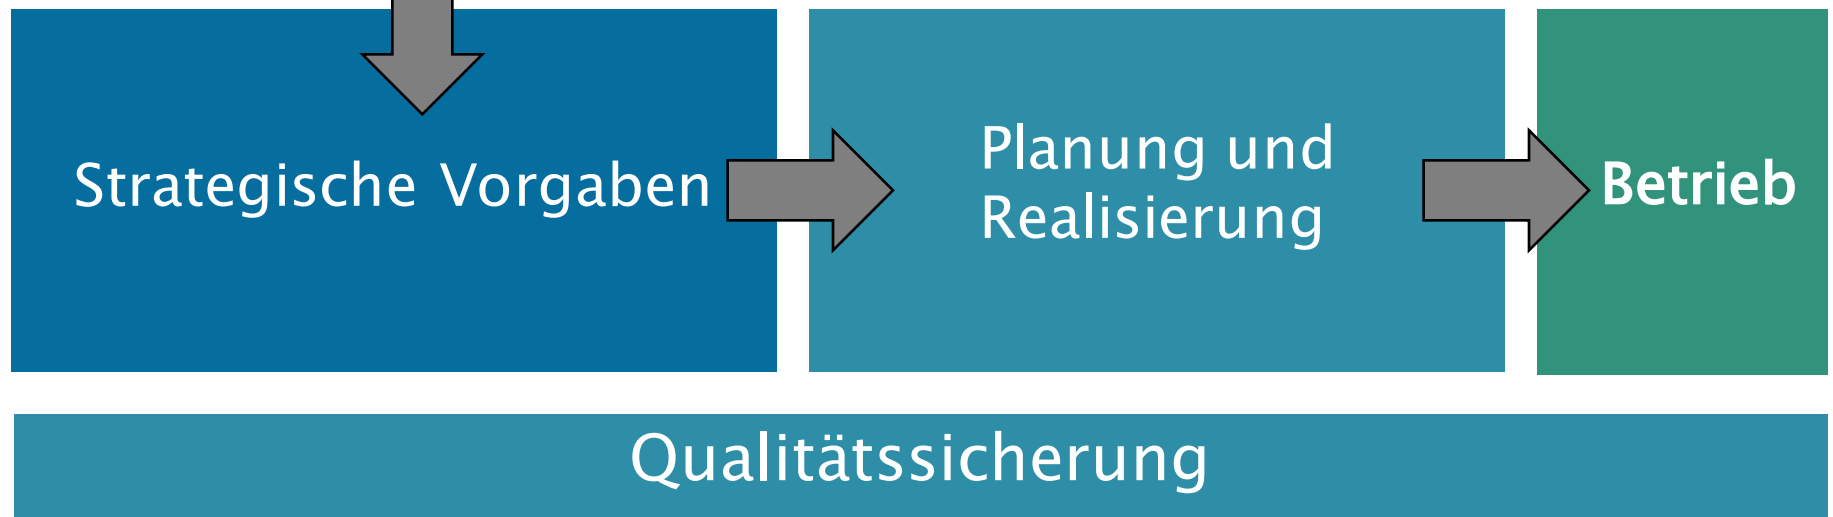 Strategische Vorgaben
Planung und
Realisierung
Betrieb
Qualitätssicherung